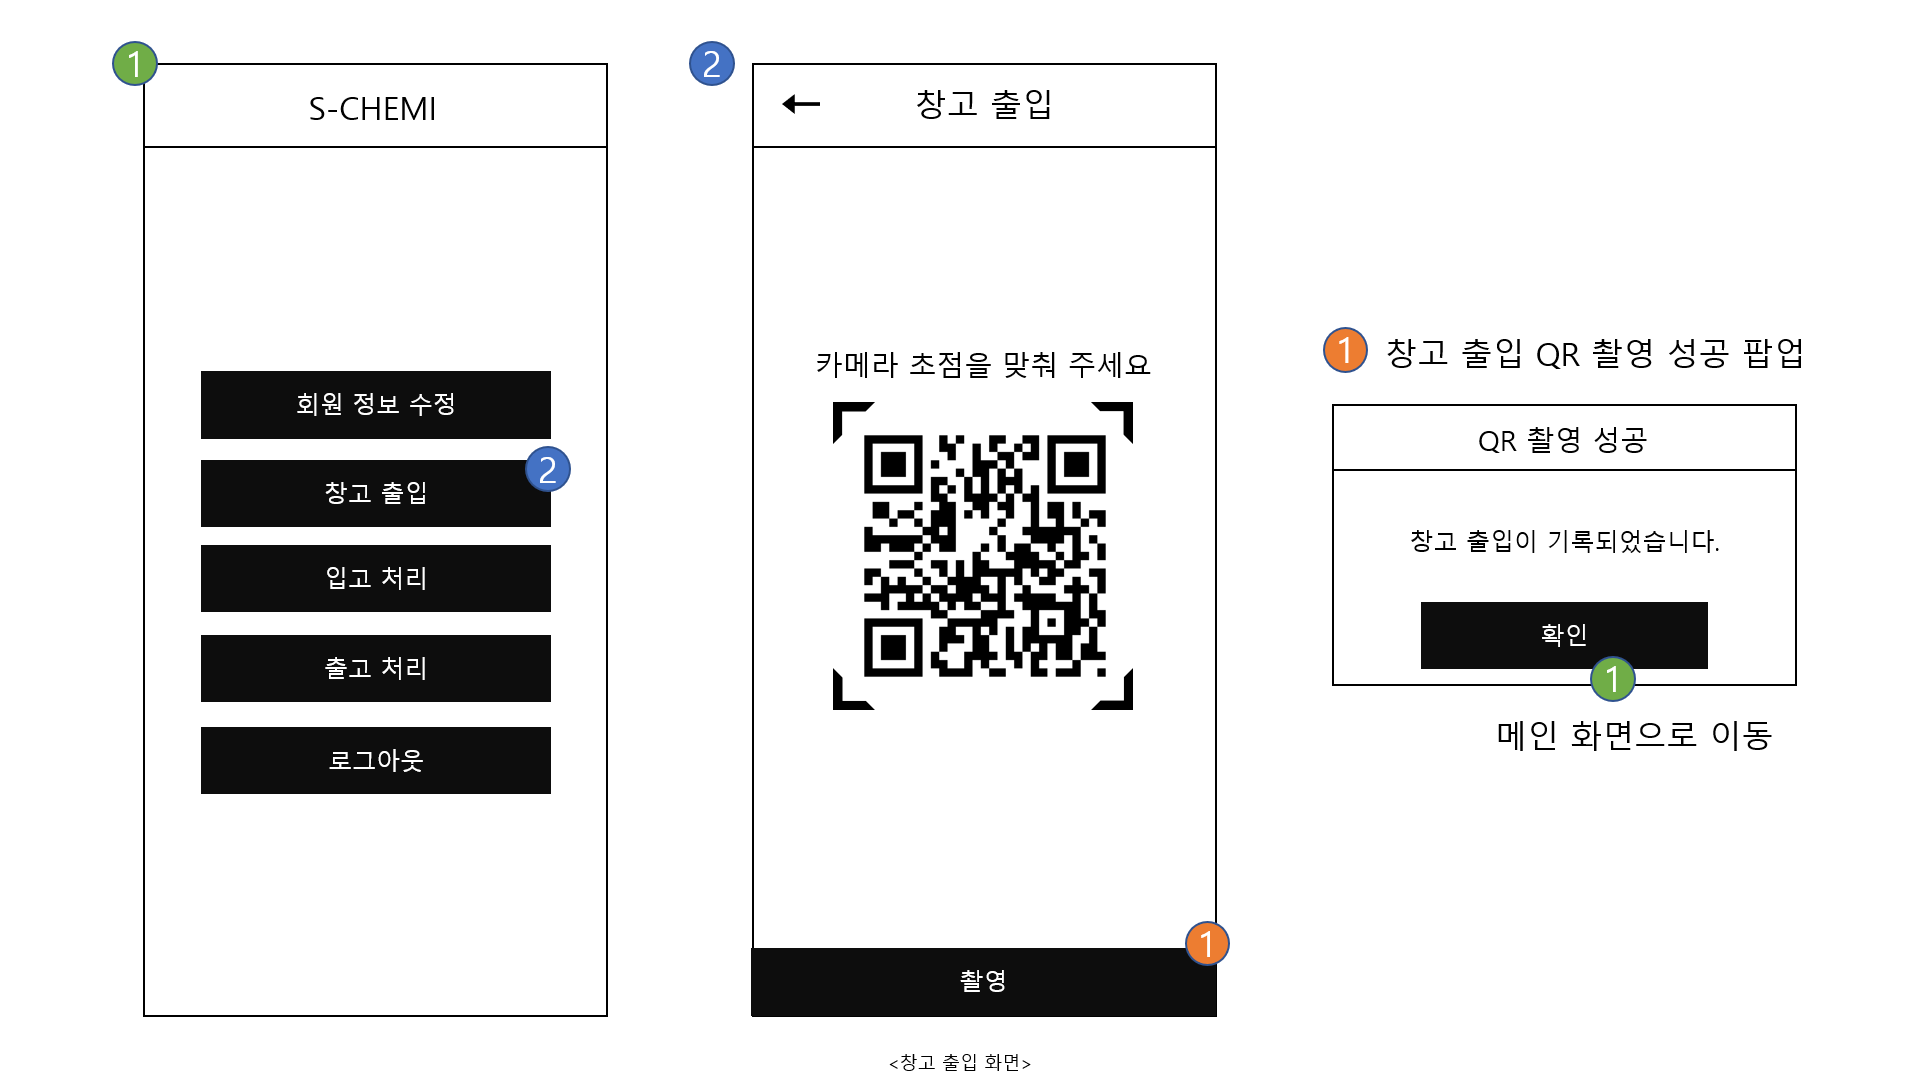 1
S-CHEMI
회원 정보 수정
창고 출입
2
입고 처리
출고 처리
로그아웃
2
창고 출입
카메라 초점을 맞춰 주세요
촬영
1
1 창고 출입 QR 촬영 성공 팝업
QR 촬영 성공
창고 출입이 기록되었습니다.
확인
1
메인 화면으로 이동
<창고 출입 화면>